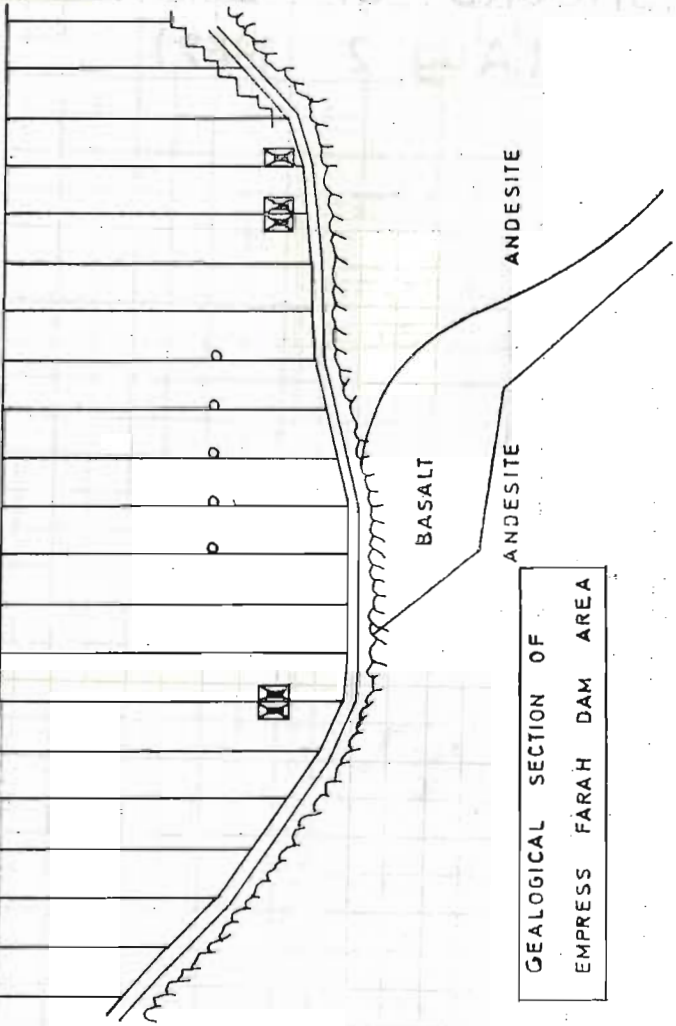 ANDESITE
BASALT
ANDESITE
GEALOGICAL SECTION OF
EMPRESS FARAH DAM AREA